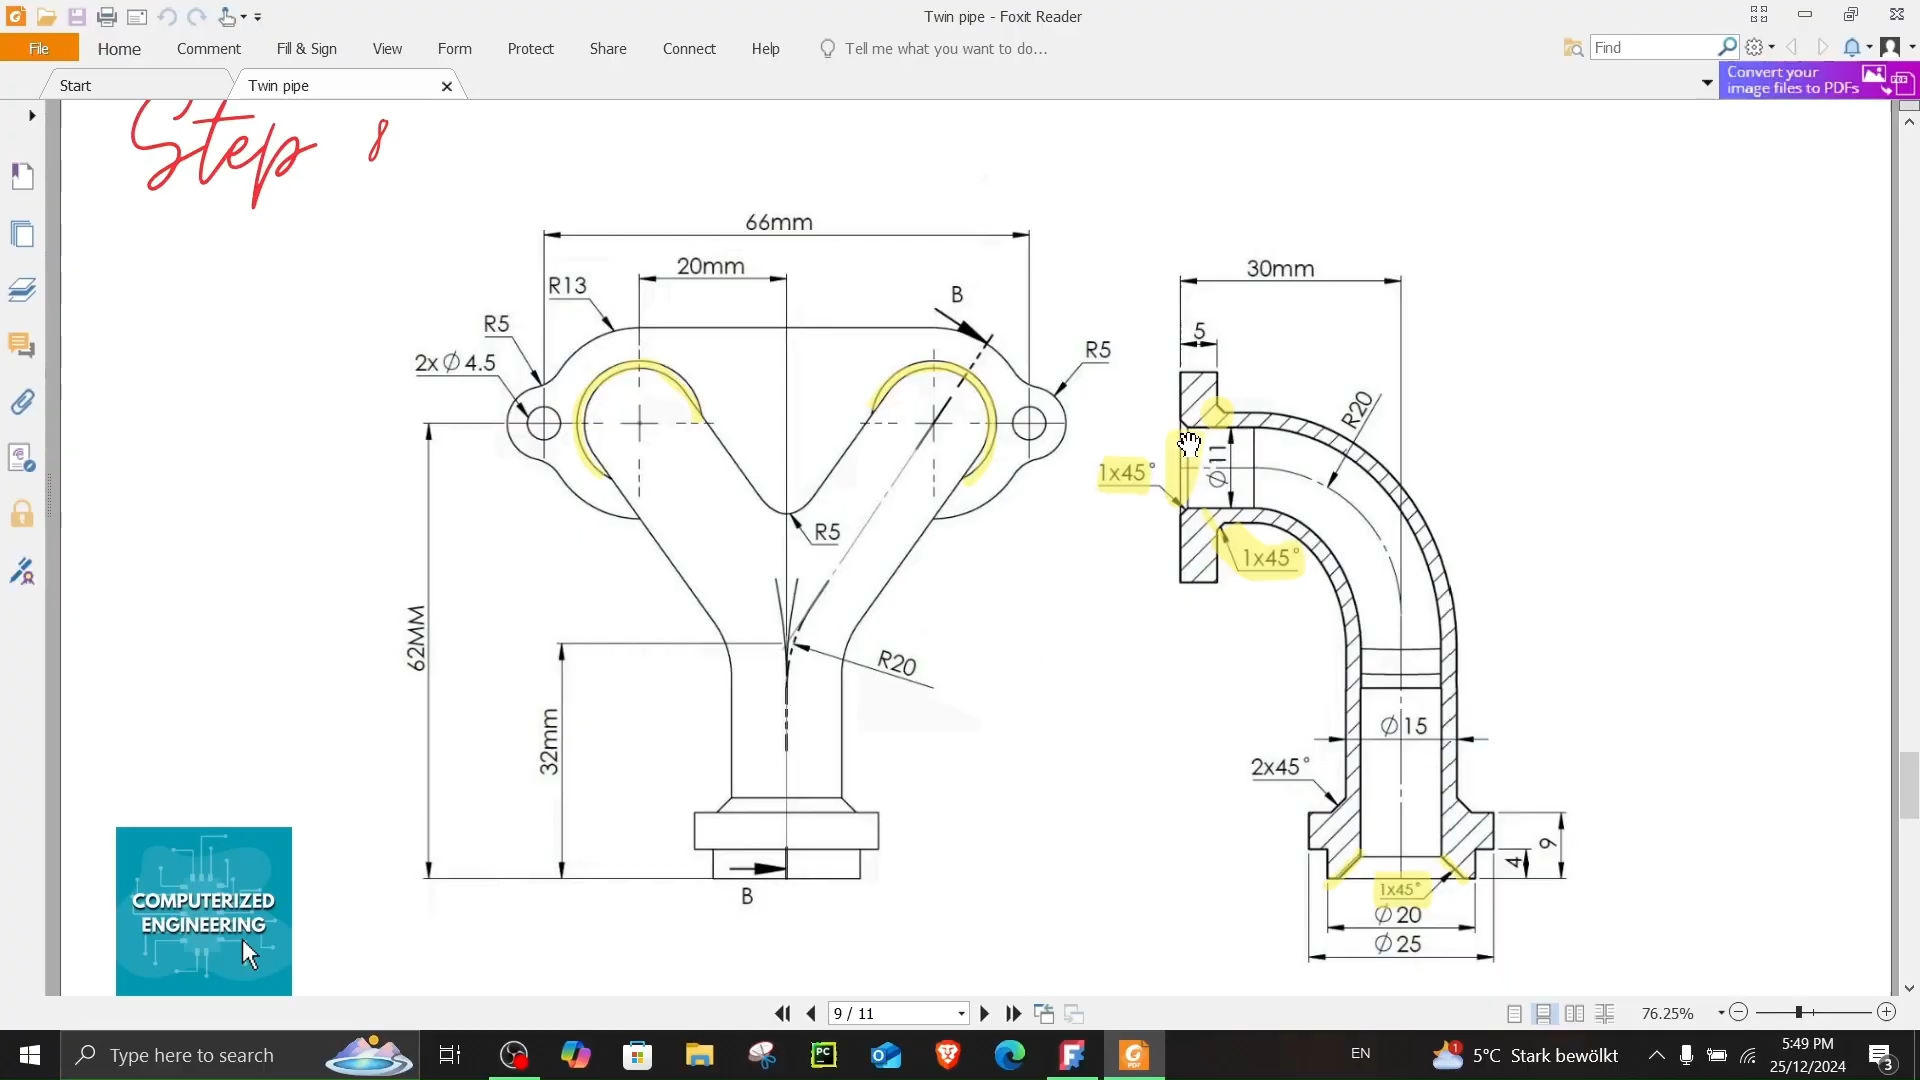 Twin pipe - Foxit Reader
File Home Comment Fill & Sign View Form Protect Share Connect Help Tell me what you want to do... Find
Start Twin pipe
Convert your
image files to PDFs
Step 8
66mm
20mm
30mm
R13
B
R5
5
2x∅4.5
R5
R20
∅11
1x45°
R5
1x45°
62MM
R20
32mm
∅15
2x45°
4
9
1x45°
B
∅20
∅25
COMPUTERIZED
ENGINEERING
9 / 11
76.25%
Type here to search
PC
EN
1
5°C Stark bewölkt
5:49 PM
25/12/2024
3